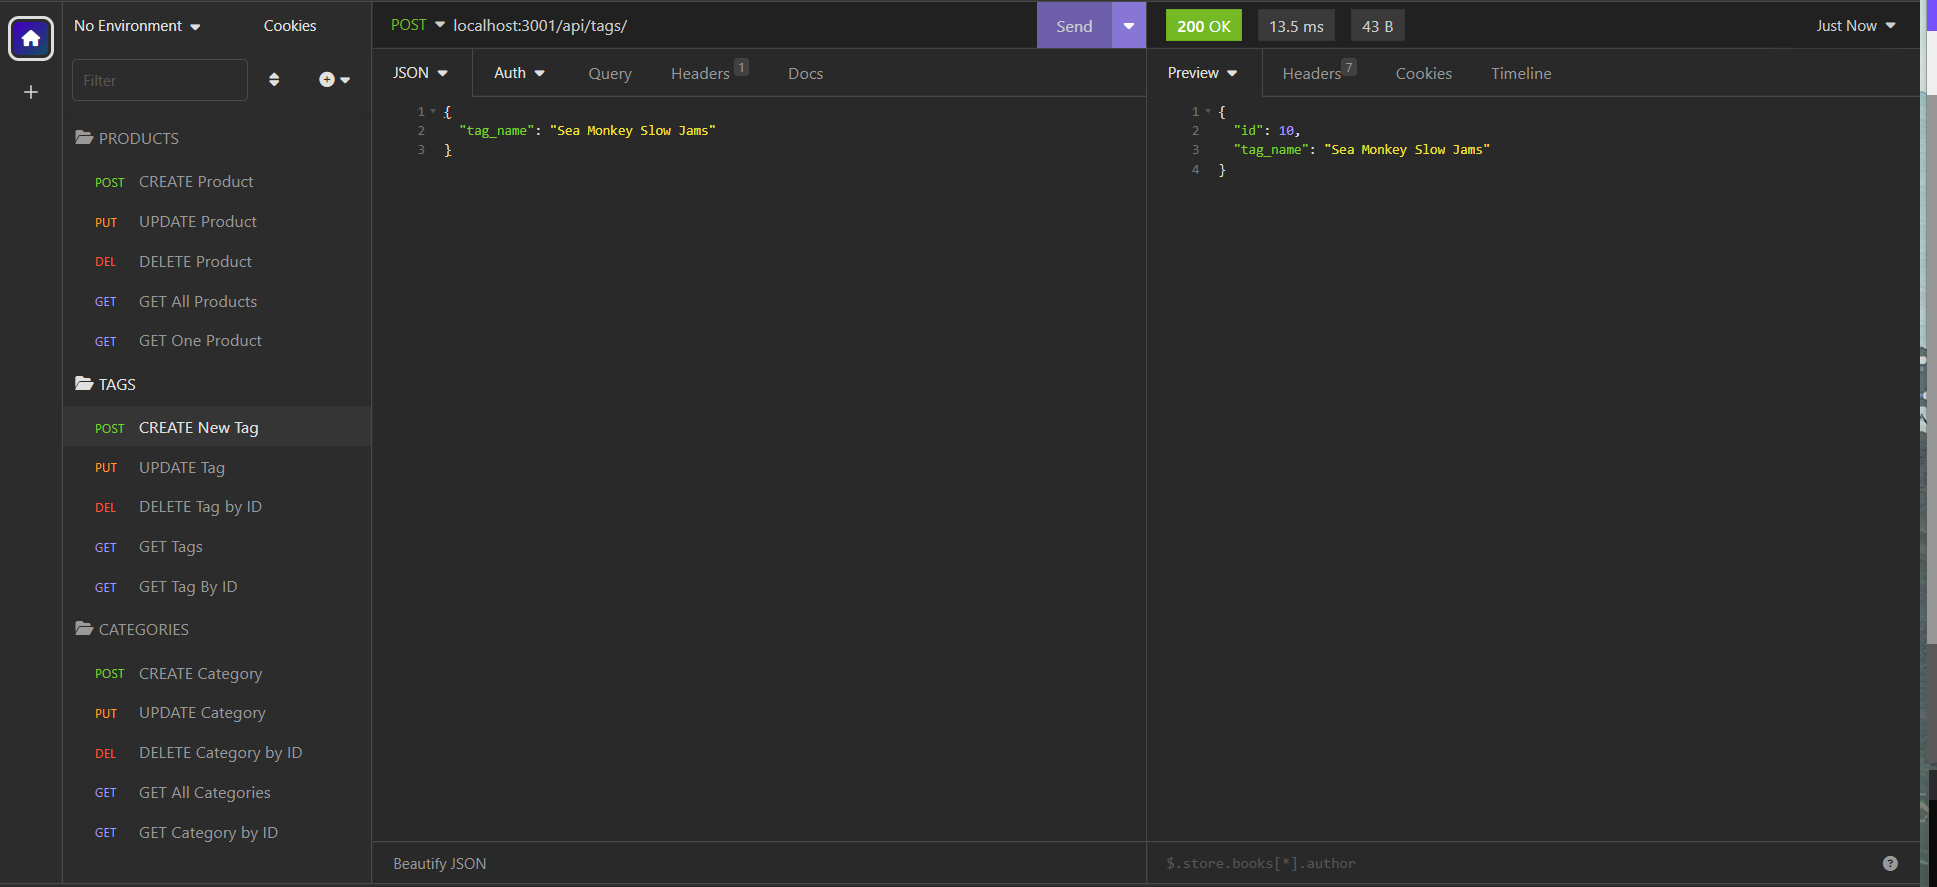 No Environment Cookies
Filter
PRODUCTS
POST CREATE Product
PUT UPDATE Product
DEL DELETE Product
GET GET All Products
GET GET One Product
TAGS
POST CREATE New Tag
PUT UPDATE Tag
DEL DELETE Tag by ID
GET GET Tags
GET GET Tag By ID
CATEGORIES
POST CREATE Category
PUT UPDATE Category
DEL DELETE Category by ID
GET GET All Categories
GET GET Category by ID
POST localhost:3001/api/tags/ Send
JSON Auth Query Headers 1 Docs
1 {
2 "tag_name": "Sea Monkey Slow Jams"
3 }
Beautify JSON
200 OK 13.5 ms 43 B Just Now
Preview Headers 7 Cookies Timeline
1 {
2 "id": 10,
3 "tag_name": "Sea Monkey Slow Jams"
4 }
$.store.books[*].author ?